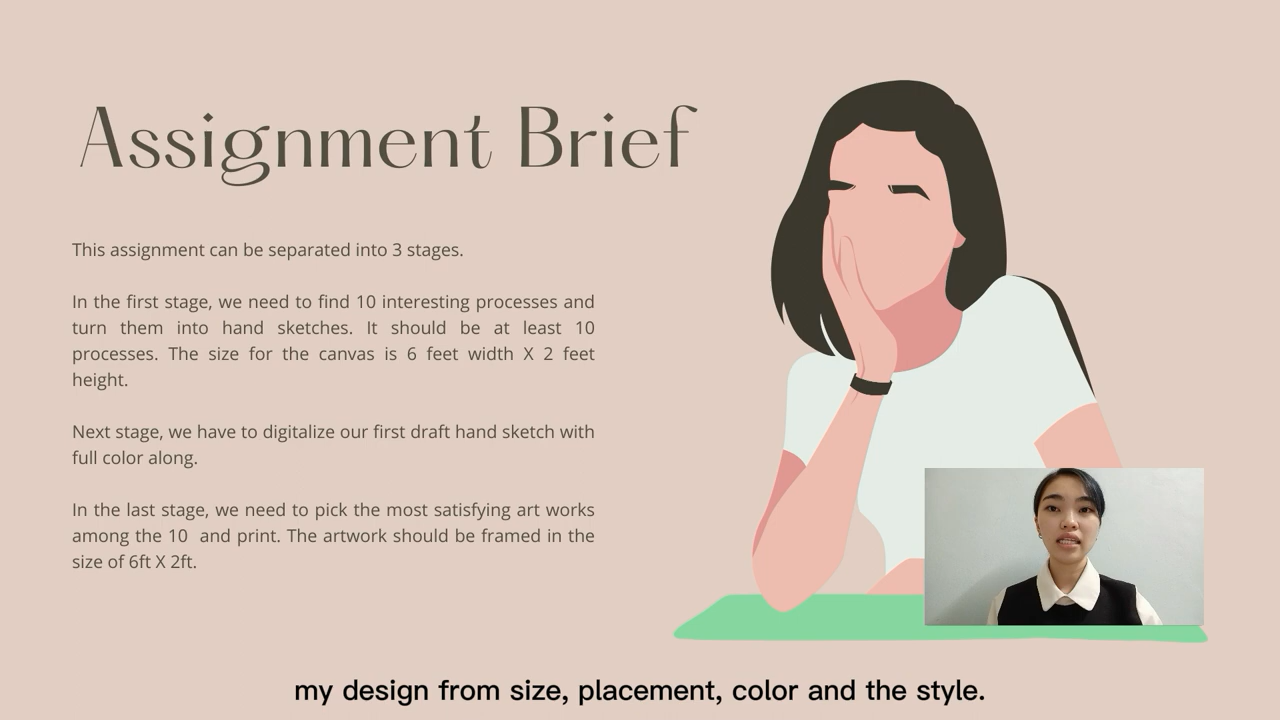 Assignment Brief
This assignment can be separated into 3 stages.
In the first stage, we need to find 10 interesting processes and
turn them into hand sketches. It should be at least 10
processes. The size for the canvas is 6 feet width X 2 feet
height.
Next stage, we have to digitalize our first draft hand sketch with
full color along.
In the last stage, we need to pick the most satisfying art works
among the 10  and print. The artwork should be framed in the
size of 6ft X 2ft.
my design from size, placement, color and the style.